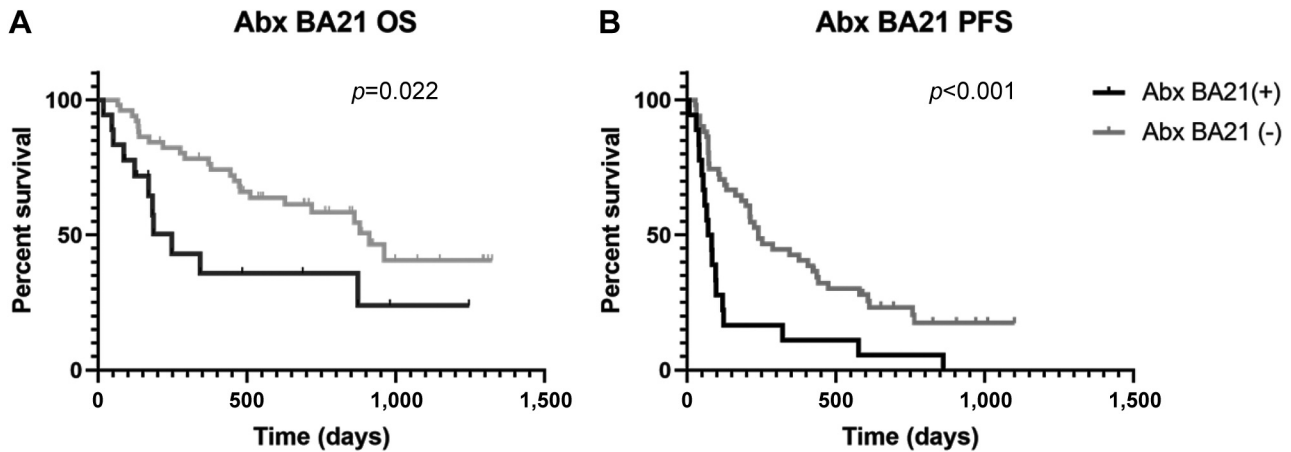 A
Abx BA21 OS
p=0.022
100
50
0
Percent survival
0 500 1,000 1,500
Time (days)
B
Abx BA21 PFS
p<0.001
100
50
0
Percent survival
0 500 1,000 1,500
Time (days)
Abx BA21(+)
Abx BA21 (-)